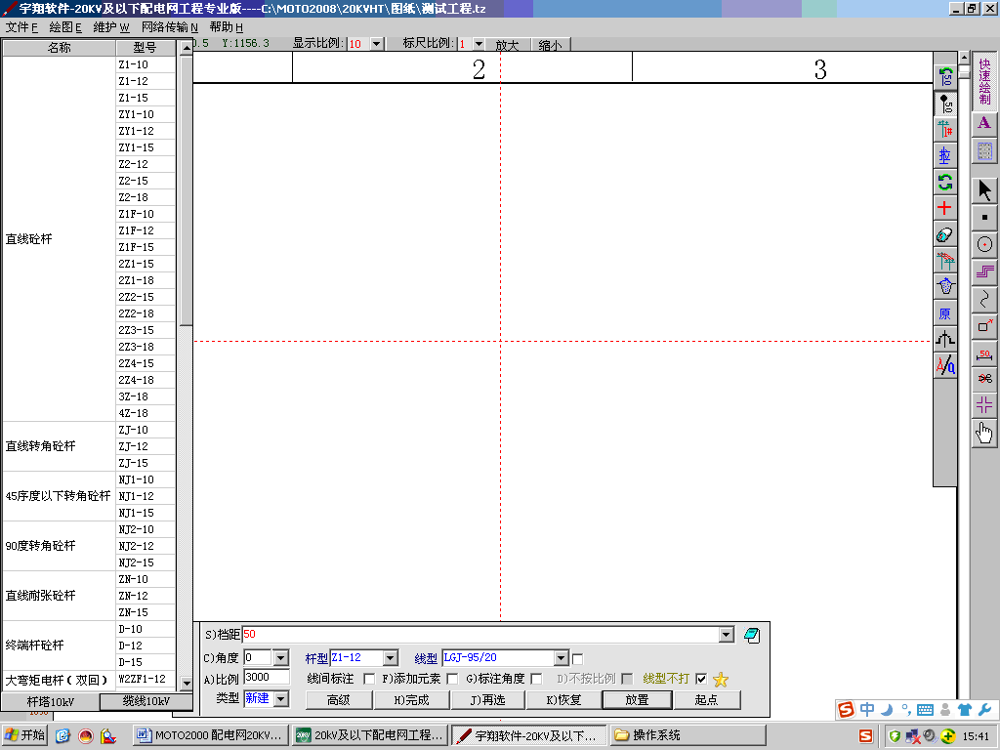 宇翔软件-20KV及以下配电网工程专业版----C:\MOTO2008\20KVHT\图纸\测试工程.tz
文件E 绘图E 维护W 网络传输N 帮助H
名称 型号
0.5 Y:1156.3 显示比例: 10 标尺比例: 1 放大 缩小
2 3
直线砼杆
Z1-10
Z1-12
Z1-15
ZY1-10
ZY1-12
ZY1-15
Z2-12
Z2-15
Z2-18
Z1F-10
Z1F-12
Z1F-15
2Z1-15
2Z1-18
2Z2-15
2Z2-18
2Z3-15
2Z3-18
2Z4-15
2Z4-18
3Z-18
4Z-18
直线转角砼杆
ZJ-10
ZJ-12
ZJ-15
45序度以下转角砼杆
NJ1-10
NJ1-12
NJ1-15
90度转角砼杆
NJ2-10
NJ2-12
NJ2-15
直线耐张砼杆
ZN-10
ZN-12
ZN-15
终端杆砼杆
D-10
D-12
D-15
大弯矩电杆(双回) W2ZF1-12
杆塔10kV 缆线10kV
快速绘制
A
50
50
1#
拉
原
A/Q
50
S)档距 50
C)角度 0 杆型 Z1-12 线型 LGJ-95/20
A)比例 3000 线间标注 F)添加元素 G)标注角度 D)不按比例 线型不打
类型 新建 高级 H)完成 J)再选 K)恢复 放置 起点
中
开始 MOTO2000 配电网20KV... 20kV及以下配电网工程... 宇翔软件-20KV及以下... 操作系统 15:41